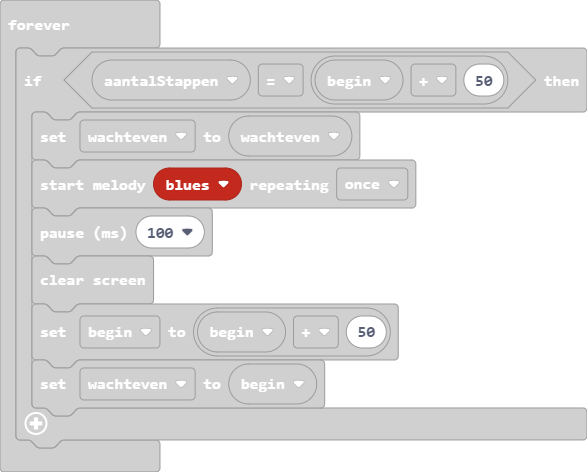 forever
if aantalStappen = begin + 50 then
set wachteven to wachteven
start melody blues repeating once
pause (ms) 100
clear screen
set begin to begin + 50
set wachteven to begin